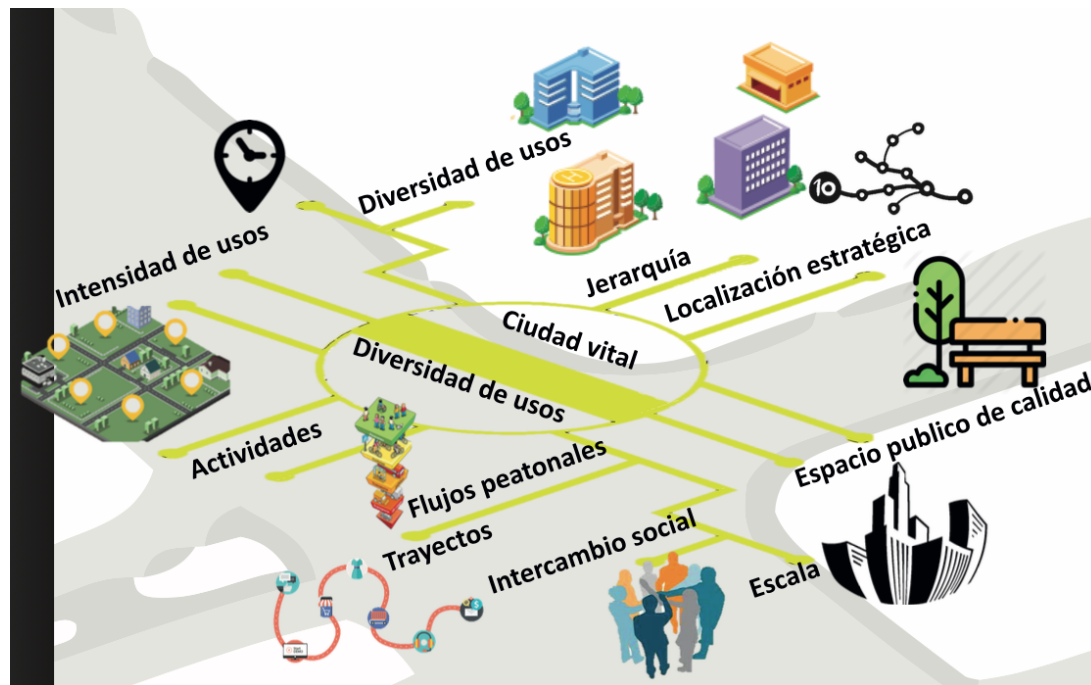 Diversidad de usos
Intensidad de usos
Jerarquía
Localización estratégica
10
Ciudad vital
Diversidad de usos
Espacio publico de calidad
Actividades
Flujos peatonales
Trayectos
Intercambio social
Escala